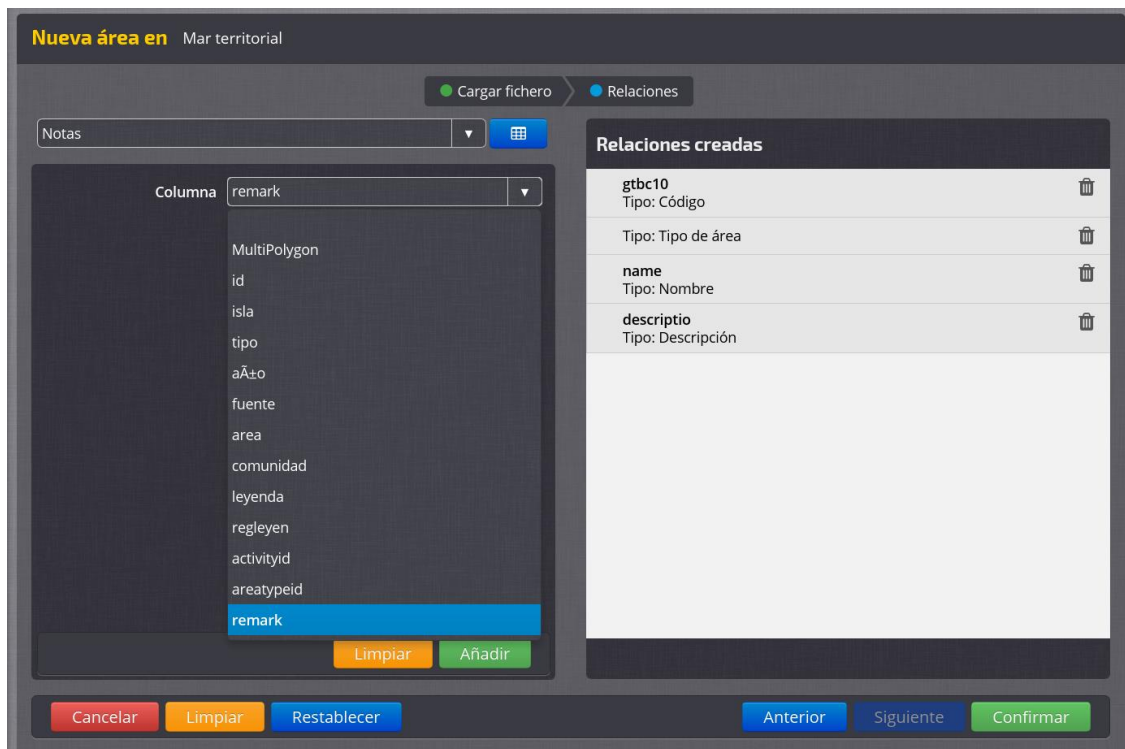 Nueva área en Mar territorial
Cargar fichero
Relaciones
Notas
Columna remark
MultiPolygon
id
isla
tipo
aÃ±o
fuente
area
comunidad
leyenda
regleyen
activityid
areatypeid
remark
Limpiar Añadir
Relaciones creadas
gtbc10
Tipo: Código
Tipo: Tipo de área
name
Tipo: Nombre
descriptio
Tipo: Descripción
Cancelar Limpiar Restablecer Anterior Siguiente Confirmar